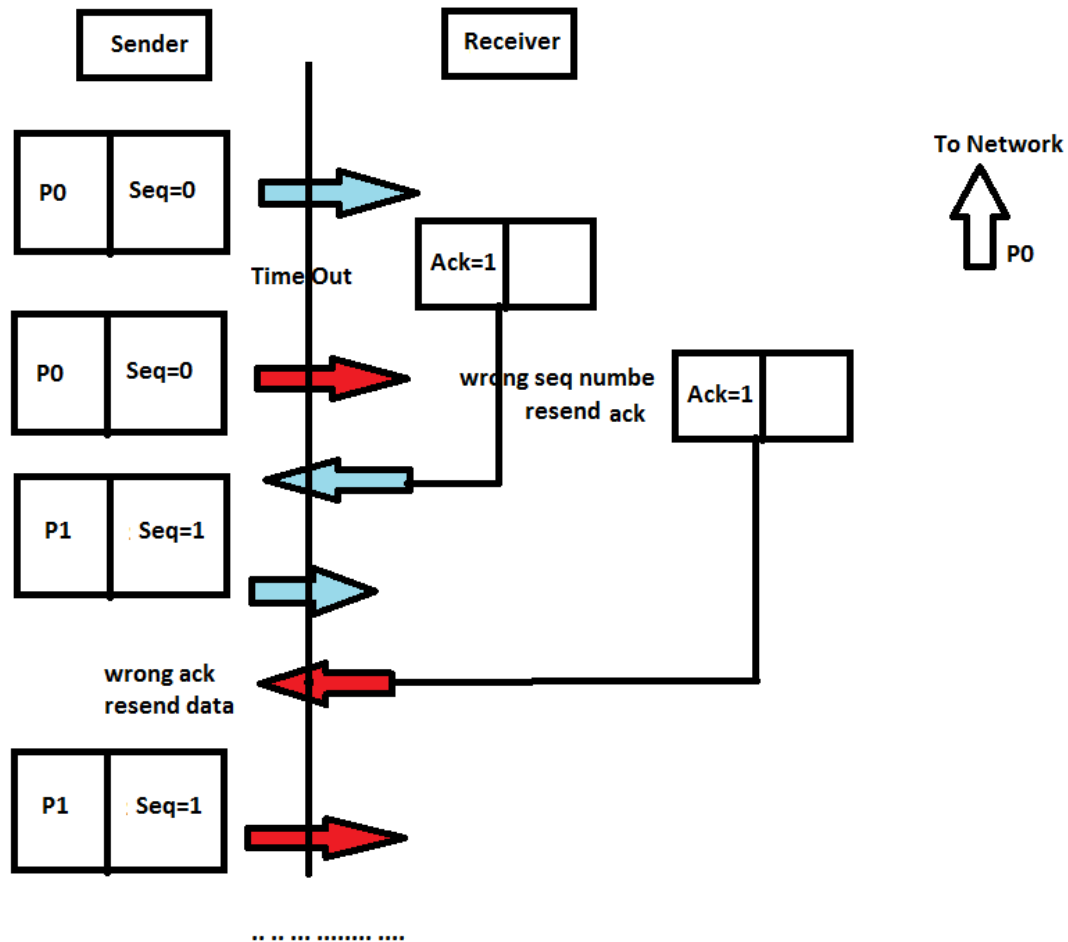 Sender
Receiver
To Network
P0
P0
Seq=0
Ack=1
Time Out
P0
Seq=0
wrong seq numbe
resend ack
Ack=1
P1
: Seq=1
wrong ack
resend data
P1
: Seq=1
.. .. ... ........ ....